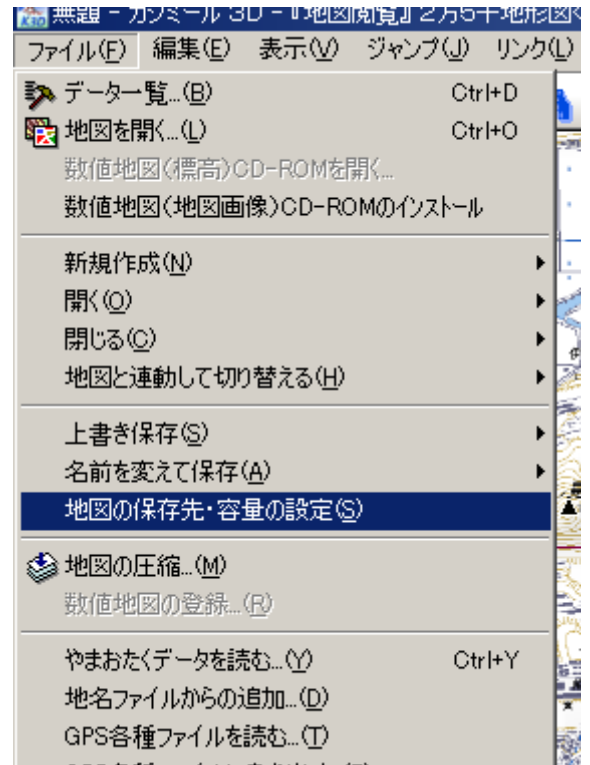 無題 - カシミール 3D - 『地図閲覧』2万5千地形図
ファイル(F) 編集(E) 表示(V) ジャンプ(J) リンク(L)
データ一覧...(B) Ctrl+D
地図を開く...(L) Ctrl+O
数値地図(標高)CD-ROMを開く...
数値地図(地図画像)CD-ROMのインストール
新規作成(N)
開く(O)
閉じる(C)
地図と連動して切り替える(H)
上書き保存(S)
名前を変えて保存(A)
地図の保存先・容量の設定(S)
地図の圧縮...(M)
数値地図の登録...(R)
やまおたくデータを読む...(Y) Ctrl+Y
地名ファイルからの追加...(D)
GPS各種ファイルを読む...(T)